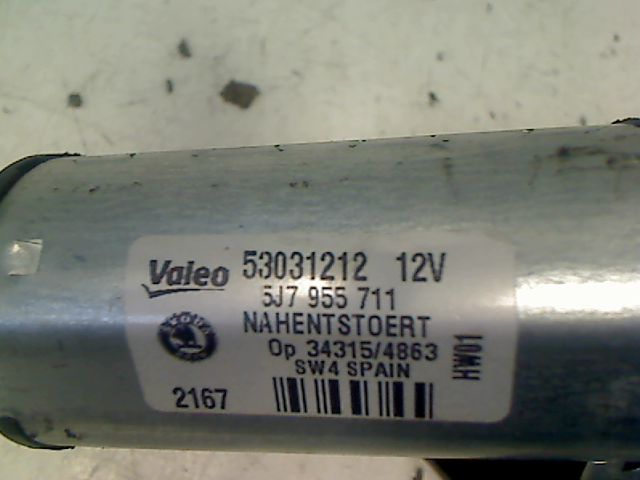 Valeo 53031212 12V
5J7 955 711
NAHENTSTOERT
Op 34315/4863
SW4 SPAIN
HW01
2167